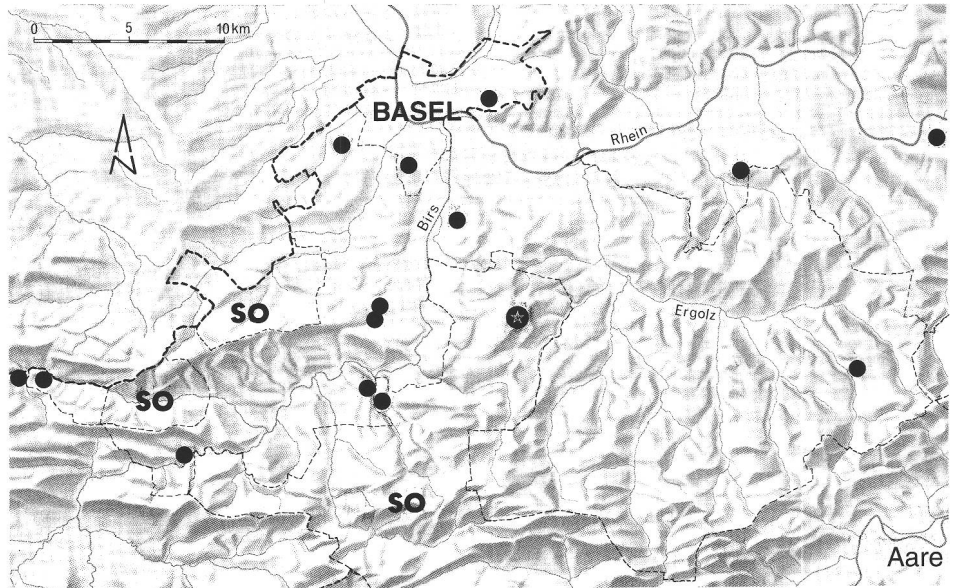 0 5 10 km
N
BASEL
Rhein
Birs
SO
Ergolz
SO
SO
Aare